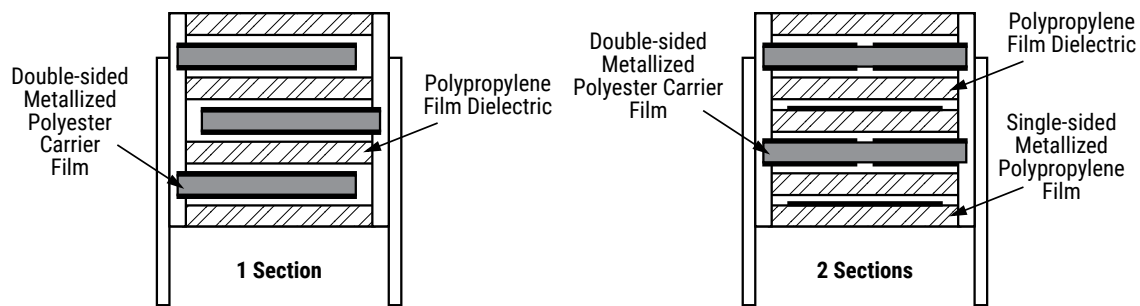 Double-sided
Metallized
Polyester
Carrier
Film
Polypropylene
Film Dielectric
1 Section
Double-sided
Metallized
Polyester Carrier
Film
Polypropylene
Film Dielectric
Single-sided
Metallized
Polypropylene
Film
2 Sections